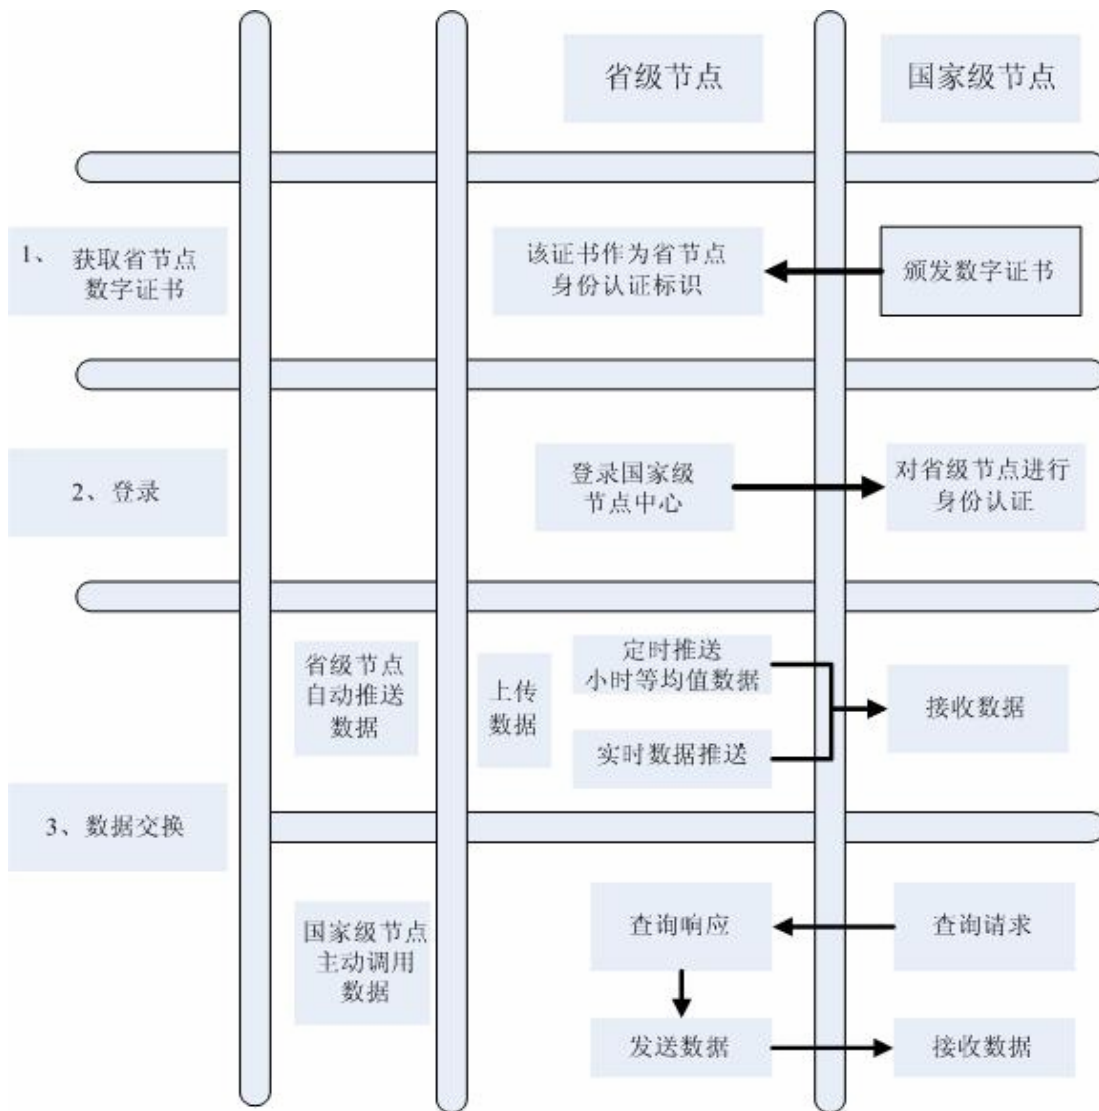 省级节点
国家级节点
1、
获取省节点
数字证书
该证书作为省节点
身份认证标识
颁发数字证书
2、登录
登录国家级
节点中心
对省级节点进行
身份认证
3、数据交换
省级节点
自动推送
数据
上传
数据
定时推送
小时等均值数据
实时数据推送
接收数据
国家级节点
主动调用
数据
查询响应
查询请求
发送数据
接收数据